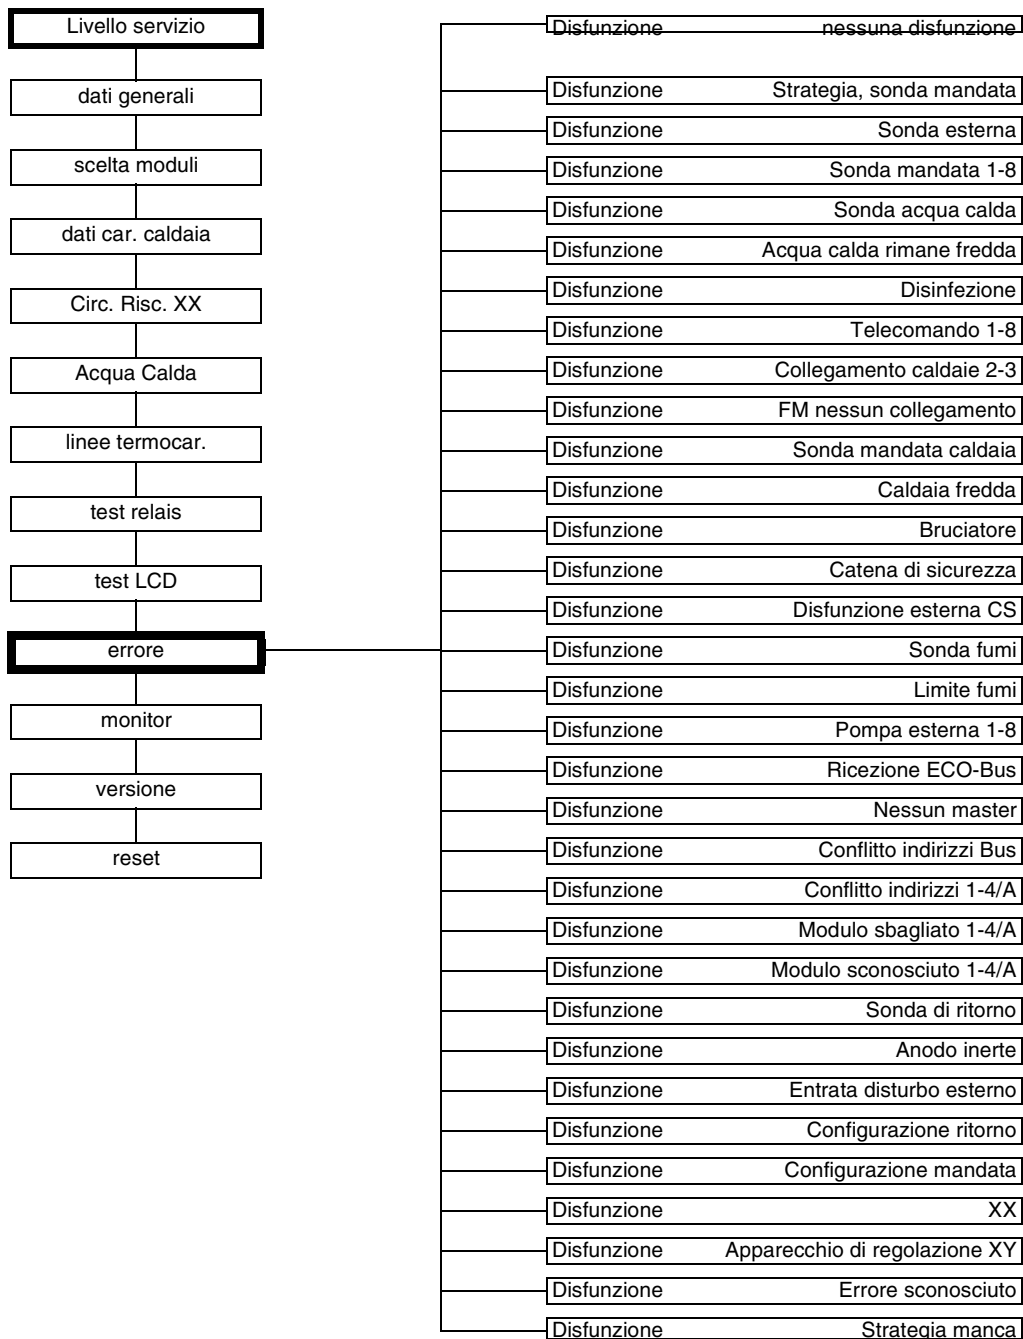 Livello servizio
dati generali
scelta moduli
dati car. caldaia
Circ. Risc. XX
Acqua Calda
linee termocar.
test relais
test LCD
errore
monitor
versione
reset
Disfunzione nessuna disfunzione
Disfunzione Strategia, sonda mandata
Disfunzione Sonda esterna
Disfunzione Sonda mandata 1-8
Disfunzione Sonda acqua calda
Disfunzione Acqua calda rimane fredda
Disfunzione Disinfezione
Disfunzione Telecomando 1-8
Disfunzione Collegamento caldaie 2-3
Disfunzione FM nessun collegamento
Disfunzione Sonda mandata caldaia
Disfunzione Caldaia fredda
Disfunzione Bruciatore
Disfunzione Catena di sicurezza
Disfunzione Disfunzione esterna CS
Disfunzione Sonda fumi
Disfunzione Limite fumi
Disfunzione Pompa esterna 1-8
Disfunzione Ricezione ECO-Bus
Disfunzione Nessun master
Disfunzione Conflitto indirizzi Bus
Disfunzione Conflitto indirizzi 1-4/A
Disfunzione Modulo sbagliato 1-4/A
Disfunzione Modulo sconosciuto 1-4/A
Disfunzione Sonda di ritorno
Disfunzione Anodo inerte
Disfunzione Entrata disturbo esterno
Disfunzione Configurazione ritorno
Disfunzione Configurazione mandata
Disfunzione XX
Disfunzione Apparecchio di regolazione XY
Disfunzione Errore sconosciuto
Disfunzione Strategia manca